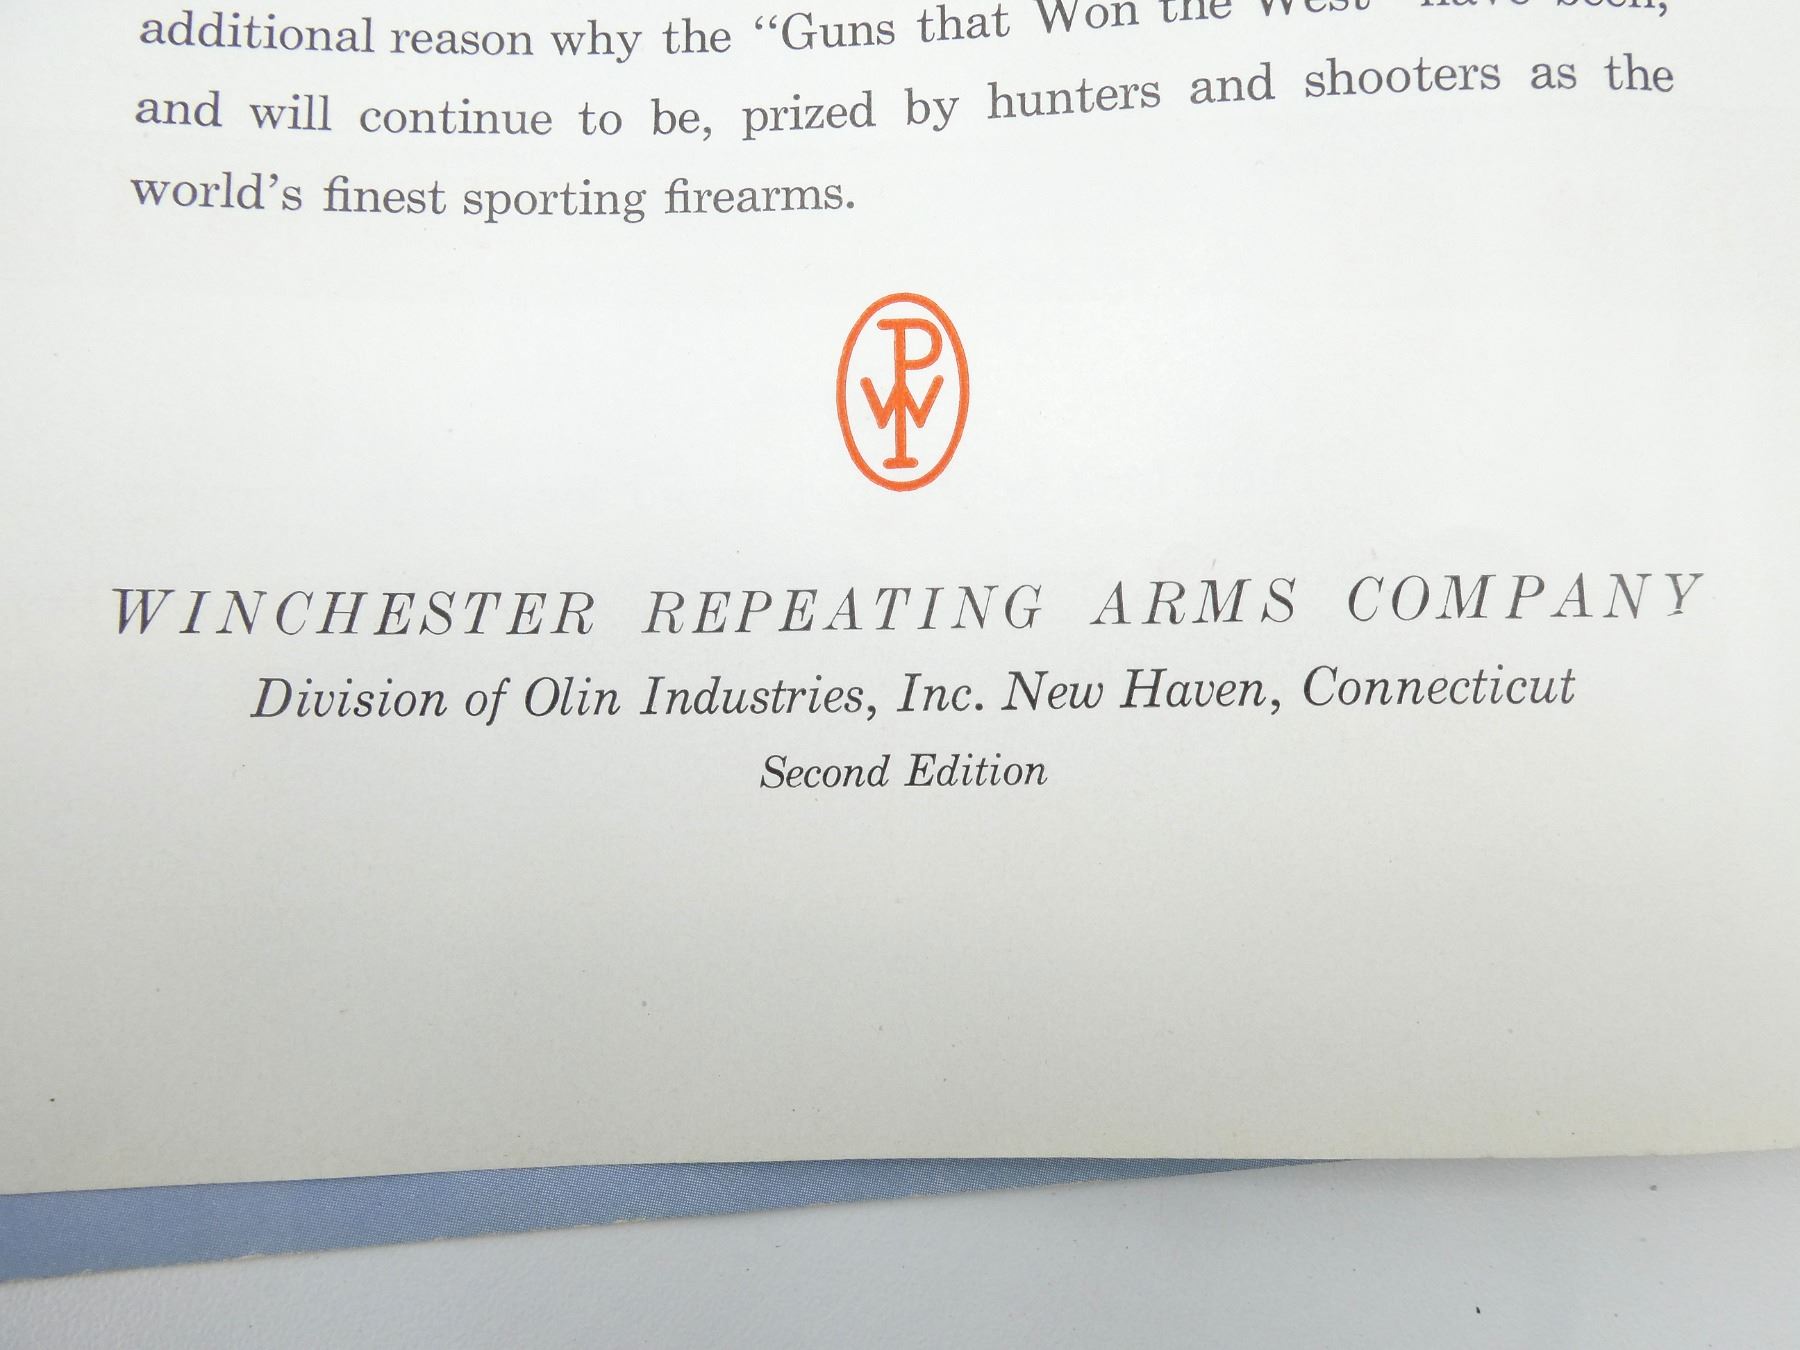 additional reason why the “Guns that Won the West” have been,
and will continue to be, prized by hunters and shooters as the
world’s finest sporting firearms.
WP
WINCHESTER REPEATING ARMS COMPANY
Division of Olin Industries, Inc. New Haven, Connecticut
Second Edition